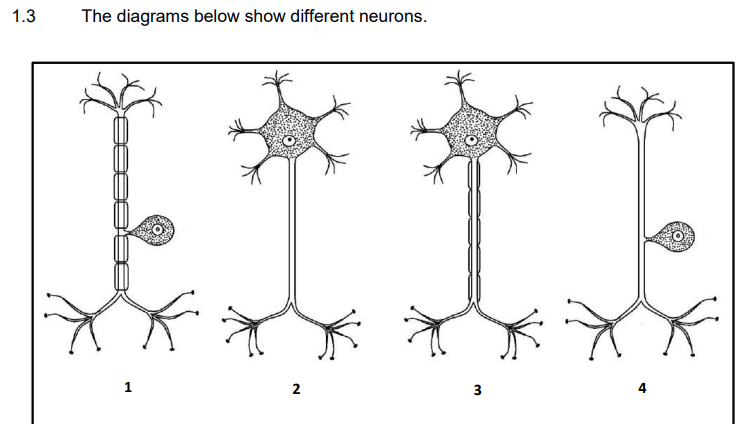 1.3 The diagrams below show different neurons.
1 2 3 4